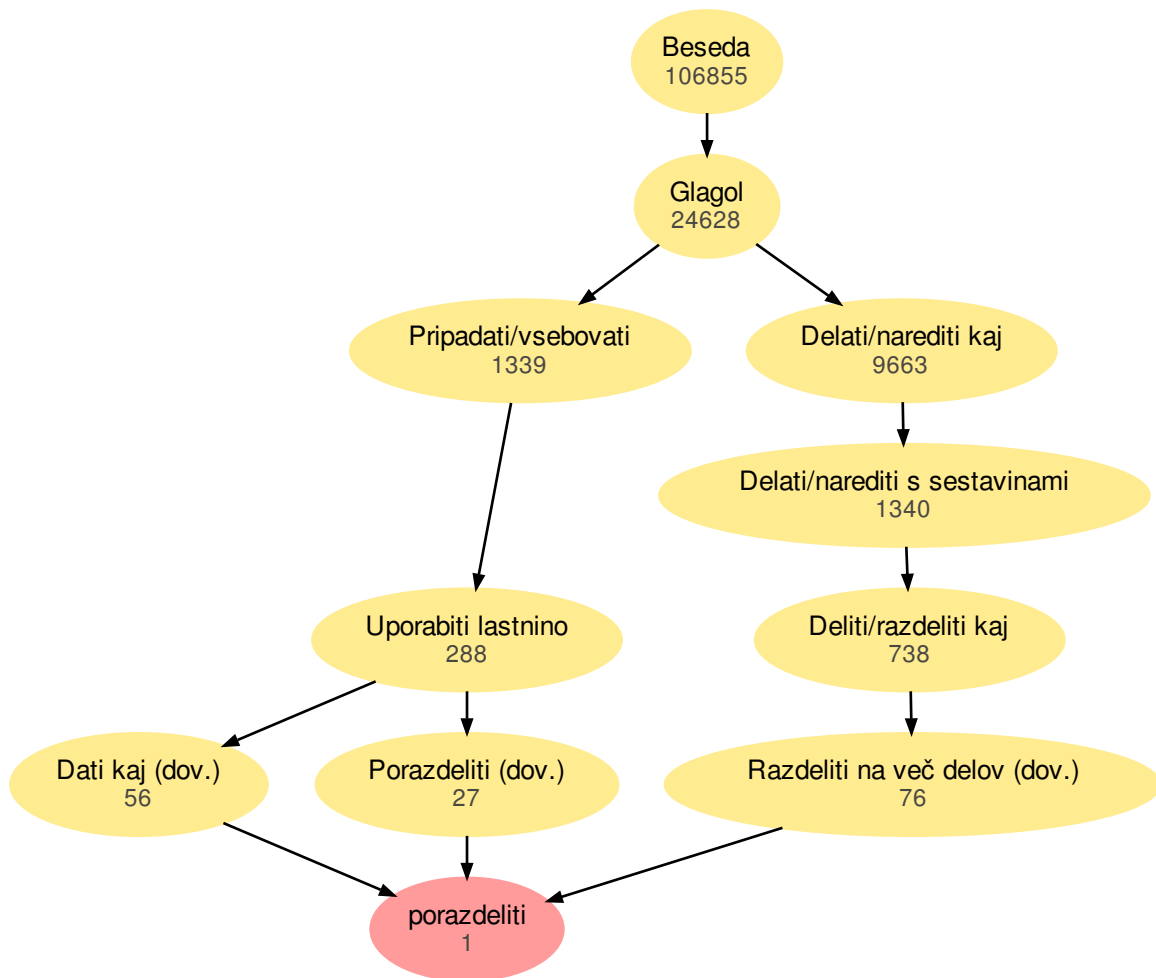 Beseda
106855
Glagol
24628
Pripadati/vsebovati
1339
Delati/narediti kaj
9663
Delati/narediti s sestavinami
1340
Uporabiti lastnino
288
Deliti/razdeliti kaj
738
Dati kaj (dov.)
56
Porazdeliti (dov.)
27
Razdeliti na več delov (dov.)
76
porazdeliti
1